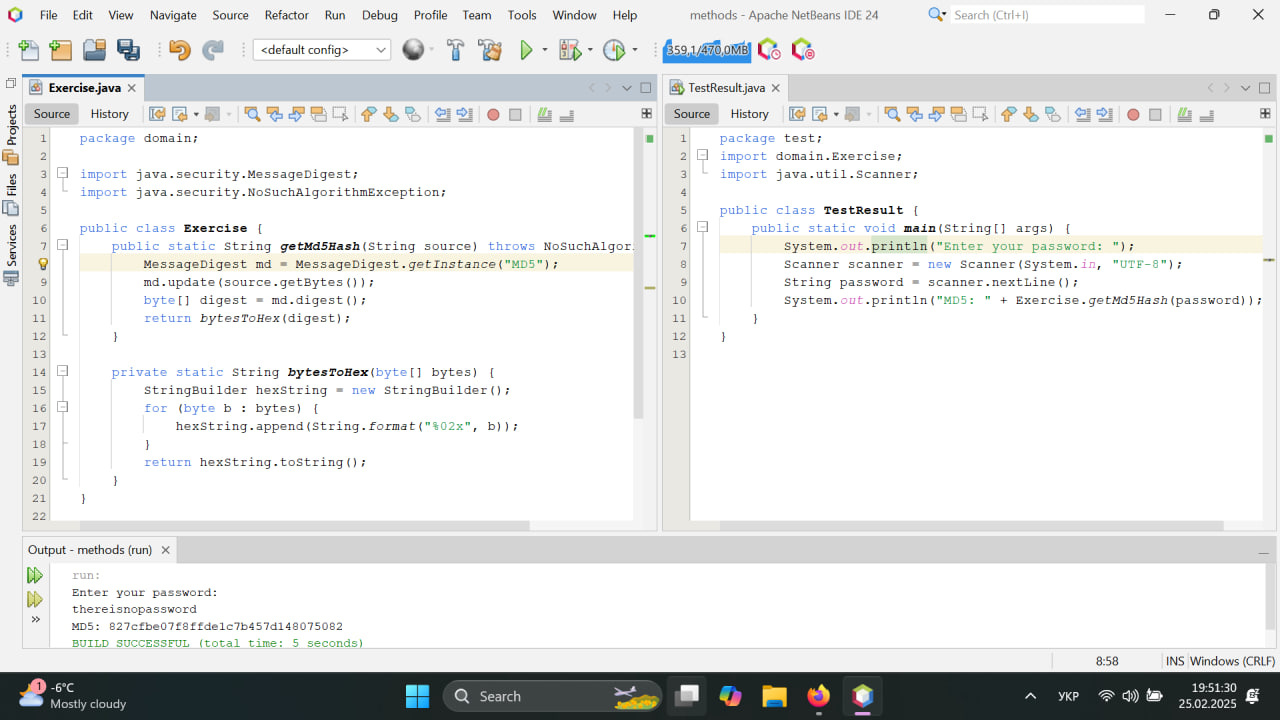 File Edit View Navigate Source Refactor Run Debug Profile Team Tools Window Help
methods - Apache NetBeans IDE 24
Search (Ctrl+I)
<default config>
359,1/470,0MB
Projects
Files
Services
Exercise.java
Source History
1 package domain;
2
3 import java.security.MessageDigest;
4 import java.security.NoSuchAlgorithmException;
5
6 public class Exercise {
7 public static String getMd5Hash(String source) throws NoSuchAlgor
MessageDigest md = MessageDigest.getInstance("MD5");
9 md.update(source.getBytes());
10 byte[] digest = md.digest();
11 return bytesToHex(digest);
12 }
13
14 private static String bytesToHex(byte[] bytes) {
15 StringBuilder hexString = new StringBuilder();
16 for (byte b : bytes) {
17 hexString.append(String.format("%02x", b));
18 }
19 return hexString.toString();
20 }
21 }
22
TestResult.java
Source History
1 package test;
2 import domain.Exercise;
3 import java.util.Scanner;
4
5 public class TestResult {
6 public static void main(String[] args) {
7 System.out.println("Enter your password: ");
8 Scanner scanner = new Scanner(System.in, "UTF-8");
9 String password = scanner.nextLine();
10 System.out.println("MD5: " + Exercise.getMd5Hash(password));
11 }
12 }
13
Output - methods (run)
run:
Enter your password:
thereisnopassword
MD5: 827cfbe07f8ffde1c7b457d148075082
BUILD SUCCESSFUL (total time: 5 seconds)
8:58 INS Windows (CRLF)
1
-6°C
Mostly cloudy
Search
УКР
19:51:30
25.02.2025